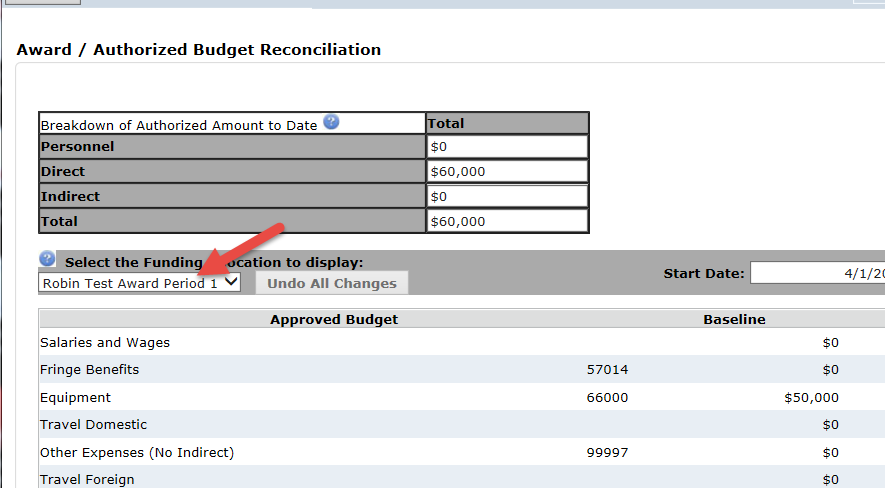 Award / Authorized Budget Reconciliation
Breakdown of Authorized Amount to Date ? Total
Personnel $0
Direct $60,000
Indirect $0
Total $60,000
? Select the Funding ocation to display:
Robin Test Award Period 1 Undo All Changes Start Date: 4/1/20
Approved Budget Baseline
Salaries and Wages $0
Fringe Benefits 57014 $0
Equipment 66000 $50,000
Travel Domestic $0
Other Expenses (No Indirect) 99997 $0
Travel Foreign $0